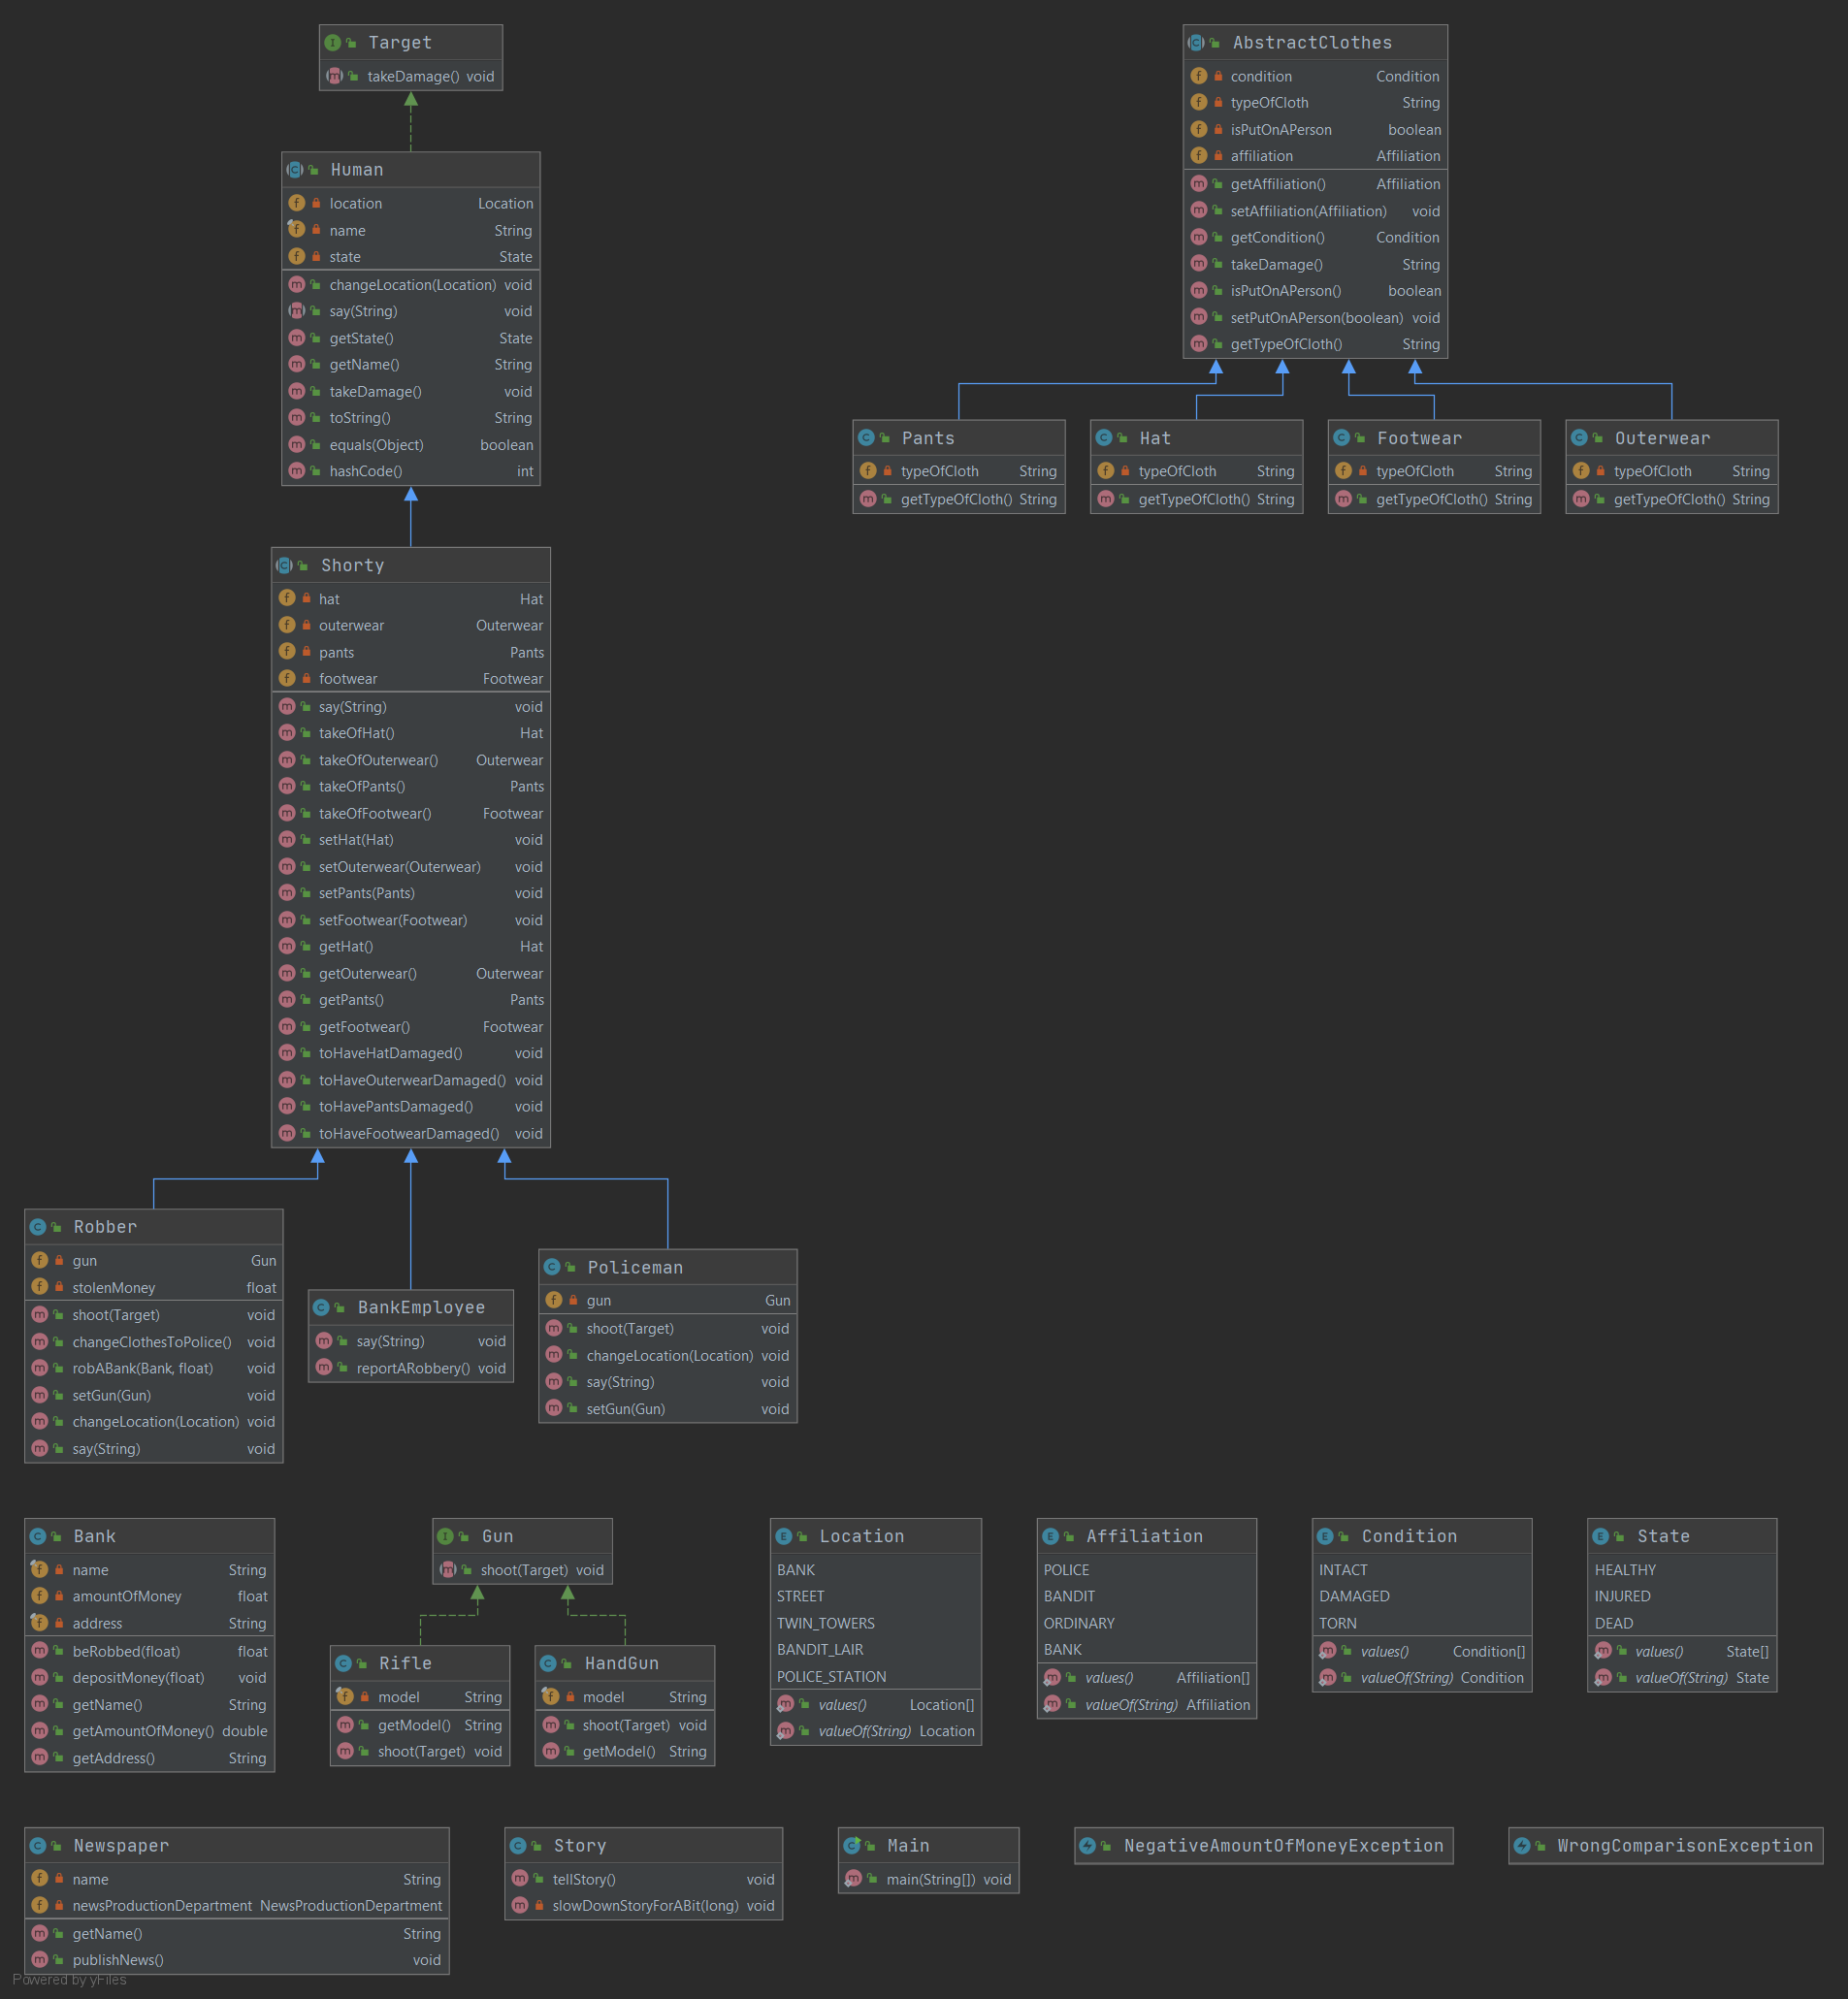 Target
takeDamage() void
Human
location Location
name String
state State
changeLocation(Location) void
say(String) void
getState() State
getName() String
takeDamage() void
toString() String
equals(Object) boolean
hashCode() int
AbstractClothes
condition Condition
typeOfCloth String
isPutOnAPerson boolean
affiliation Affiliation
getAffiliation() Affiliation
setAffiliation(Affiliation) void
getCondition() Condition
takeDamage() String
isPutOnAPerson() boolean
setPutOnAPerson(boolean) void
getTypeOfCloth() String
Pants
typeOfCloth String
getTypeOfCloth() String
Hat
typeOfCloth String
getTypeOfCloth() String
Footwear
typeOfCloth String
getTypeOfCloth() String
Outerwear
typeOfCloth String
getTypeOfCloth() String
Shorty
hat Hat
outerwear Outerwear
pants Pants
footwear Footwear
say(String) void
takeOfHat() Hat
takeOfOuterwear() Outerwear
takeOfPants() Pants
takeOfFootwear() Footwear
setHat(Hat) void
setOuterwear(Outerwear) void
setPants(Pants) void
setFootwear(Footwear) void
getHat() Hat
getOuterwear() Outerwear
getPants() Pants
getFootwear() Footwear
toHaveHatDamaged() void
toHaveOuterwearDamaged() void
toHavePantsDamaged() void
toHaveFootwearDamaged() void
Robber
gun Gun
stolenMoney float
shoot(Target) void
changeClothesToPolice() void
robABank(Bank, float) void
setGun(Gun) void
changeLocation(Location) void
say(String) void
BankEmployee
say(String) void
reportARobbery() void
Policeman
gun Gun
shoot(Target) void
changeLocation(Location) void
say(String) void
setGun(Gun) void
Bank
name String
amountOfMoney float
address String
beRobbed(float) float
depositMoney(float) void
getName() String
getAmountOfMoney() double
getAddress() String
Gun
shoot(Target) void
Rifle
model String
getModel() String
shoot(Target) void
HandGun
model String
shoot(Target) void
getModel() String
Location
BANK
STREET
TWIN_TOWERS
BANDIT_LAIR
POLICE_STATION
values() Location[]
valueOf(String) Location
Affiliation
POLICE
BANDIT
ORDINARY
BANK
values() Affiliation[]
valueOf(String) Affiliation
Condition
INTACT
DAMAGED
TORN
values() Condition[]
valueOf(String) Condition
State
HEALTHY
INJURED
DEAD
values() State[]
valueOf(String) State
Newspaper
name String
newsProductionDepartment NewsProductionDepartment
getName() String
publishNews() void
Story
tellStory() void
slowDownStoryForABit(long) void
Main
main(String[]) void
NegativeAmountOfMoneyException
WrongComparisonException
Powered by yFiles